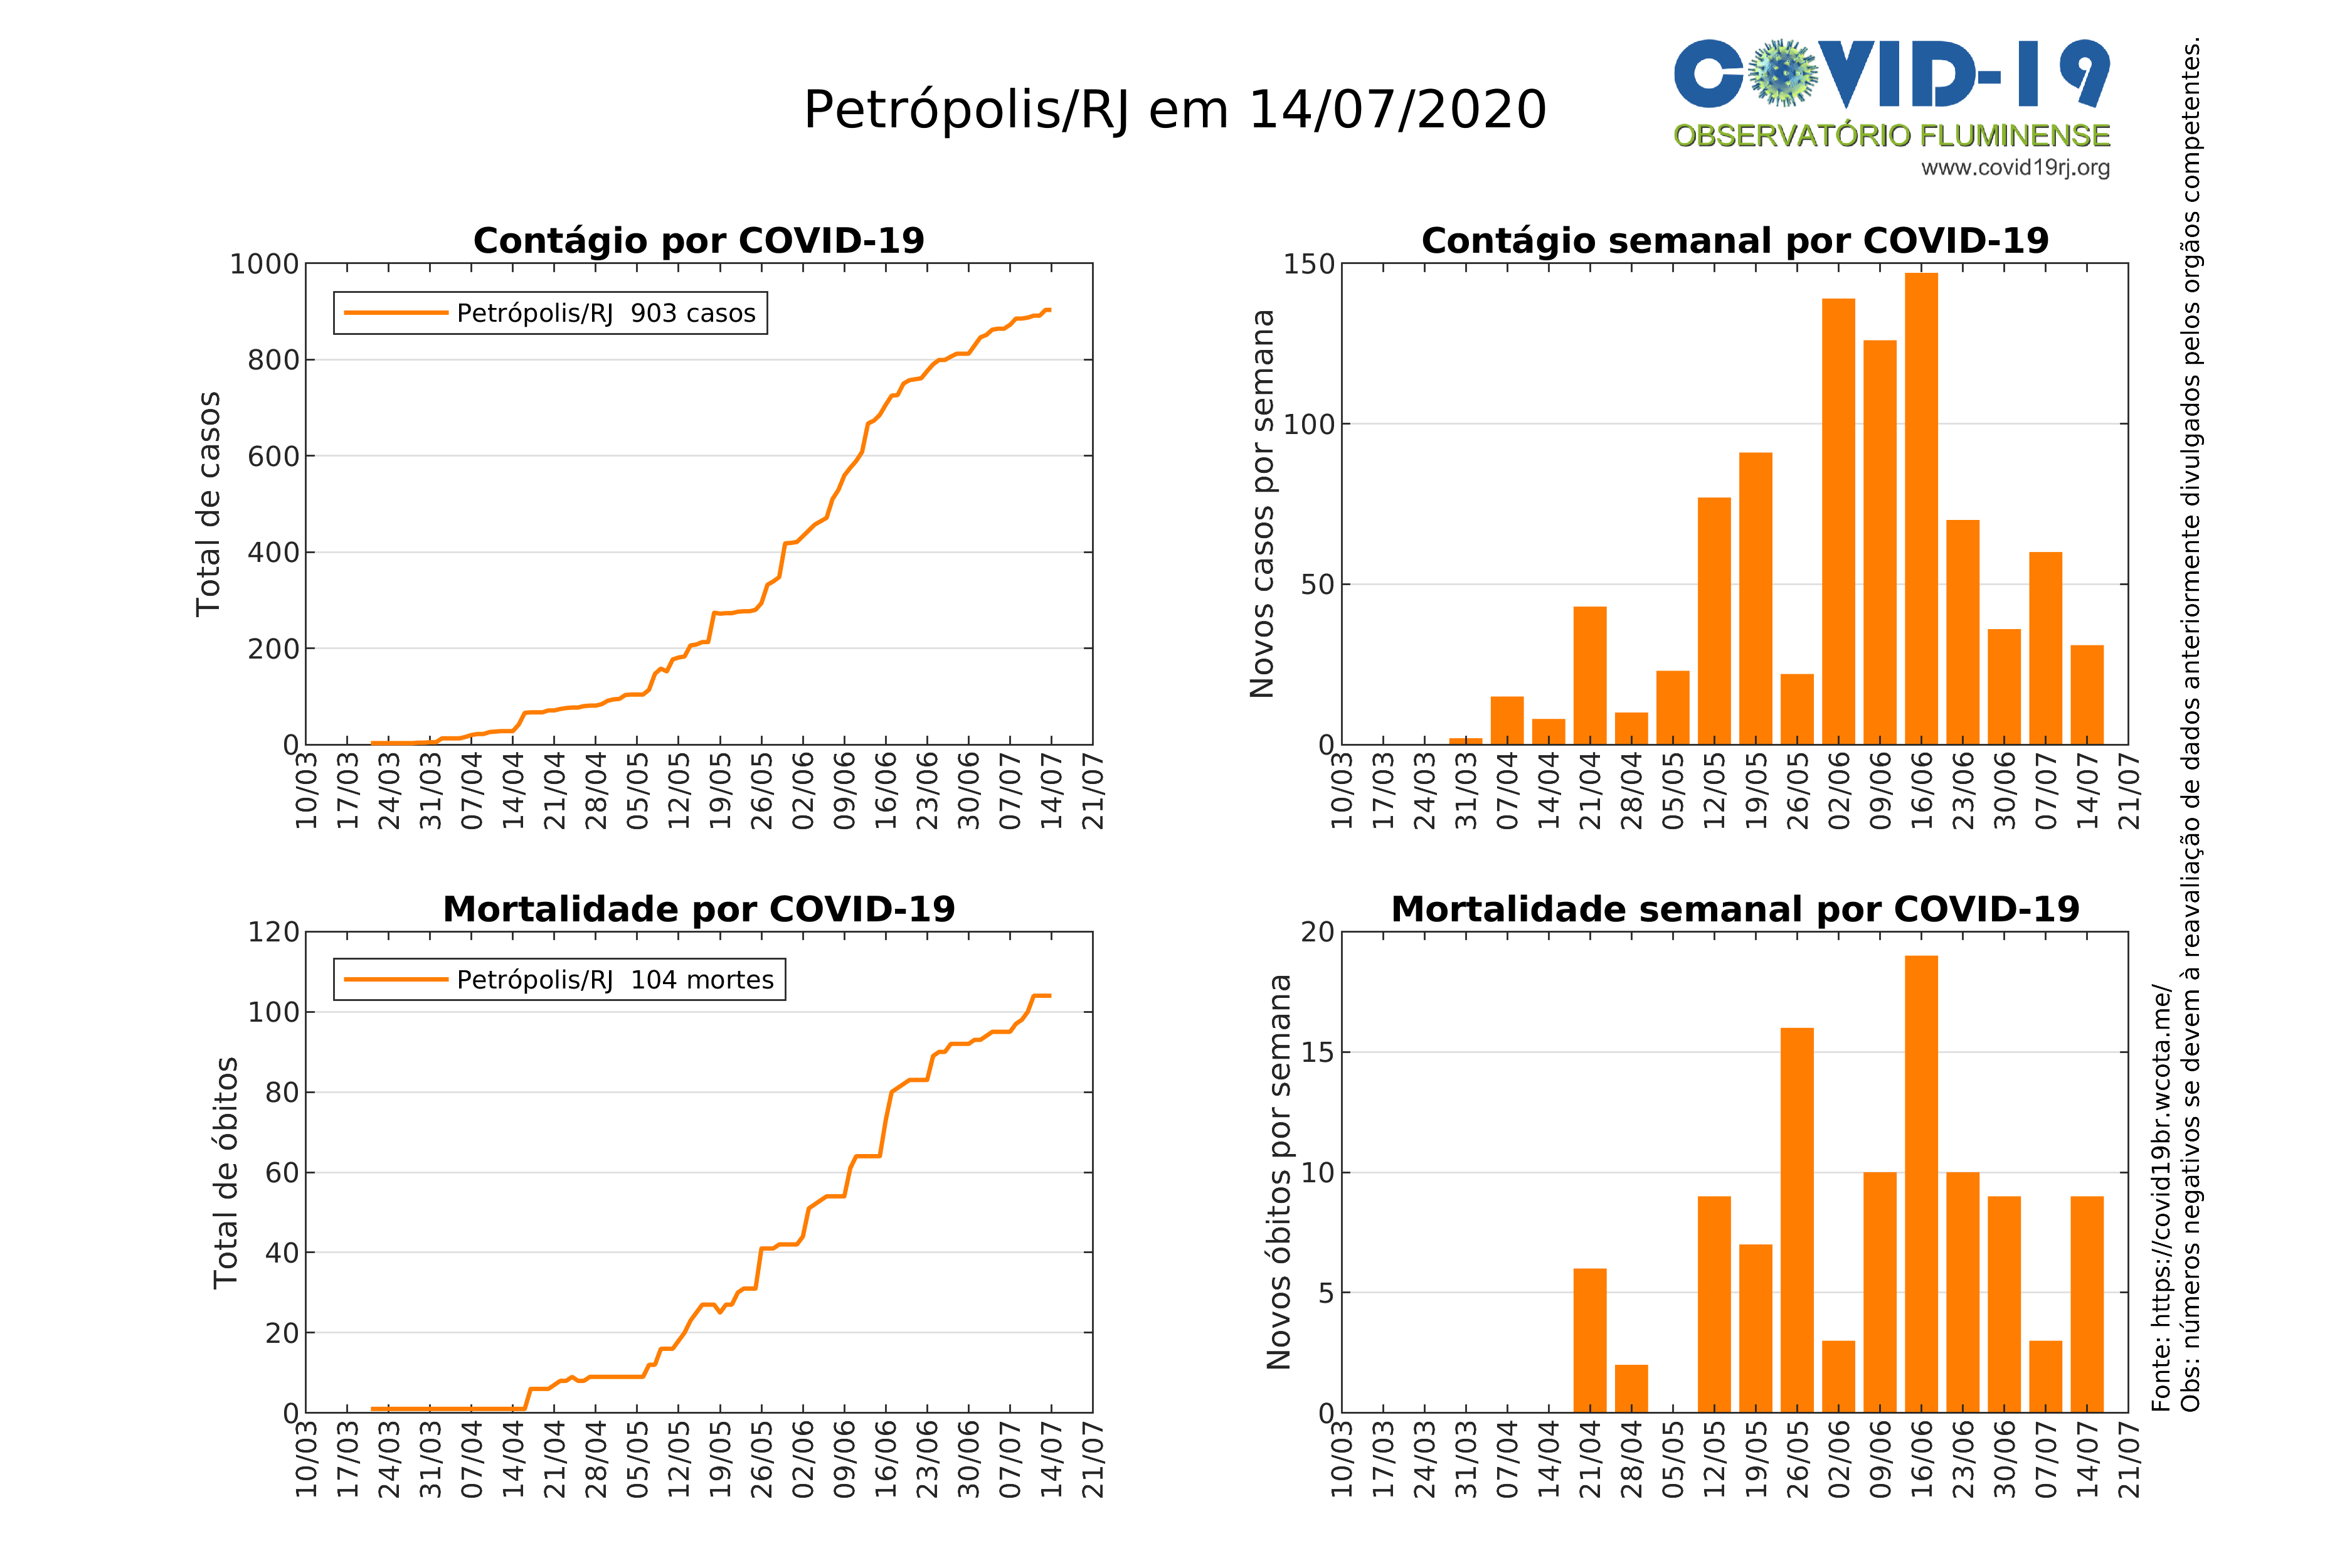 Petrópolis/RJ em 14/07/2020
COVID-19
OBSERVATÓRIO FLUMINENSE
www.covid19rj.org
Contágio por COVID-19
Total de casos
1000
800
600
400
200
0
Petrópolis/RJ  903 casos
10/03 17/03 24/03 31/03 07/04 14/04 21/04 28/04 05/05 12/05 19/05 26/05 02/06 09/06 16/06 23/06 30/06 07/07 14/07 21/07
Contágio semanal por COVID-19
Novos casos por semana
150
100
50
0
10/03 17/03 24/03 31/03 07/04 14/04 21/04 28/04 05/05 12/05 19/05 26/05 02/06 09/06 16/06 23/06 30/06 07/07 14/07 21/07
Mortalidade por COVID-19
Total de óbitos
120
100
80
60
40
20
0
Petrópolis/RJ  104 mortes
10/03 17/03 24/03 31/03 07/04 14/04 21/04 28/04 05/05 12/05 19/05 26/05 02/06 09/06 16/06 23/06 30/06 07/07 14/07 21/07
Mortalidade semanal por COVID-19
Novos óbitos por semana
20
15
10
5
0
10/03 17/03 24/03 31/03 07/04 14/04 21/04 28/04 05/05 12/05 19/05 26/05 02/06 09/06 16/06 23/06 30/06 07/07 14/07 21/07
Fonte: https://covid19br.wcota.me/
Obs: números negativos se devem à reavaliação de dados anteriormente divulgados pelos orgãos competentes.